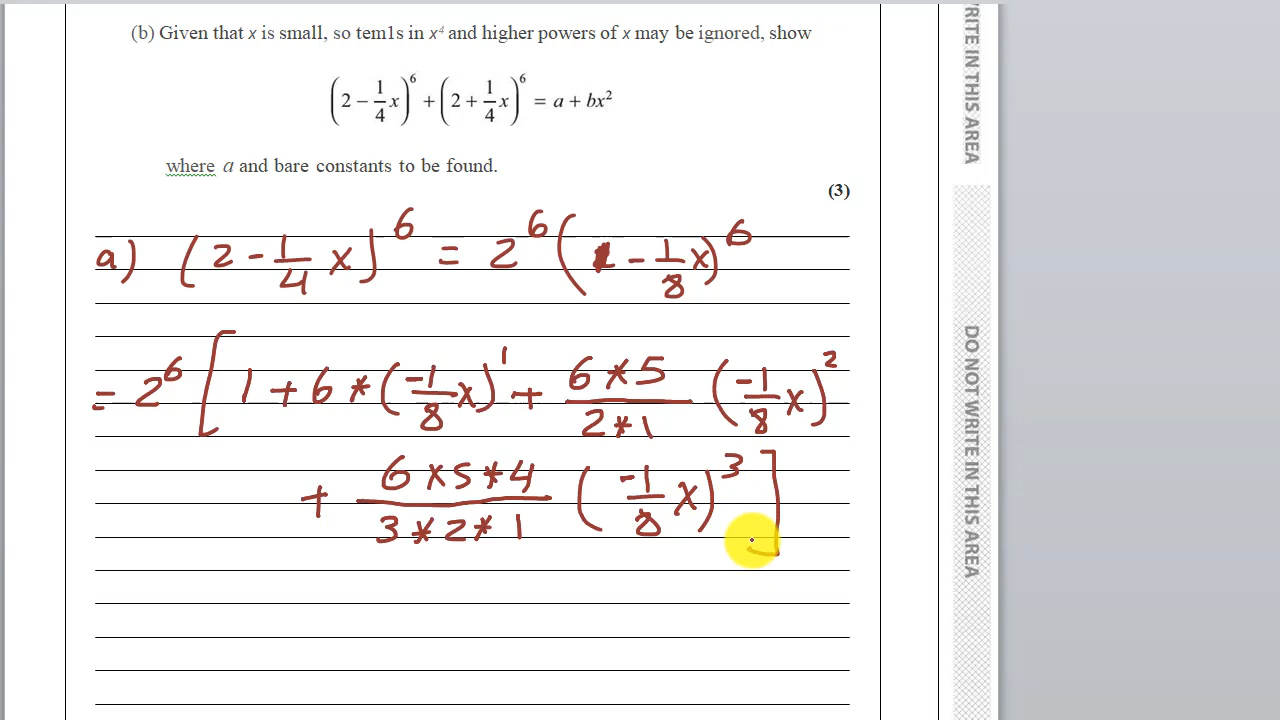 (b) Given that x is small, so tem1s in x⁴ and higher powers of x may be ignored, show
(2 − 1/4 x)⁶ + (2 + 1/4 x)⁶ = a + bx²
where a and bare constants to be found.
(3)
a) (2 - 1/4 x)⁶ = 2⁶ (1 - 1/8 x)⁶
= 2⁶ [ 1 + 6 * (-1/8 x)¹ + 6 * 5 / 2 * 1 (-1/8 x)²
+ 6 * 5 * 4 / 3 * 2 * 1 (-1/8 x)³ ]
RITE IN THIS AREA
DO NOT WRITE IN THIS AREA